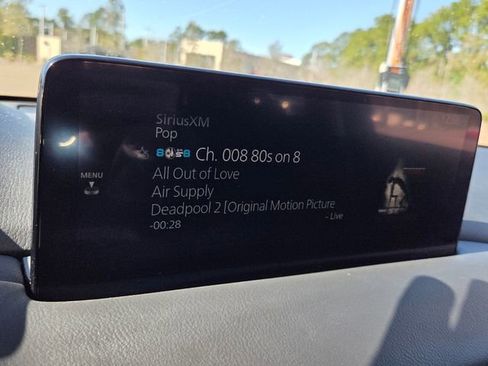 SiriusXM
Pop
Ch. 008 80s on 8
MENU
All Out of Love
Air Supply
Deadpool 2 [Original Motion Picture
-00:28
~ Live